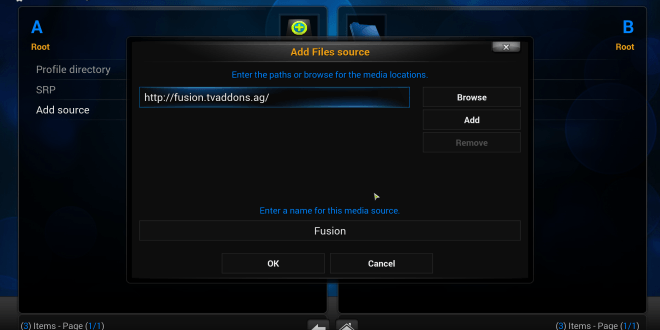 A
B
Root
Root
Add Files source
Profile directory
SRP
Add source
Enter the paths or browse for the media locations.
http://fusion.tvaddons.ag/
Browse
Add
Remove
Enter a name for this media source.
Fusion
OK
Cancel
(3) Items - Page (1/1)
(3) Items - Page (1/1)